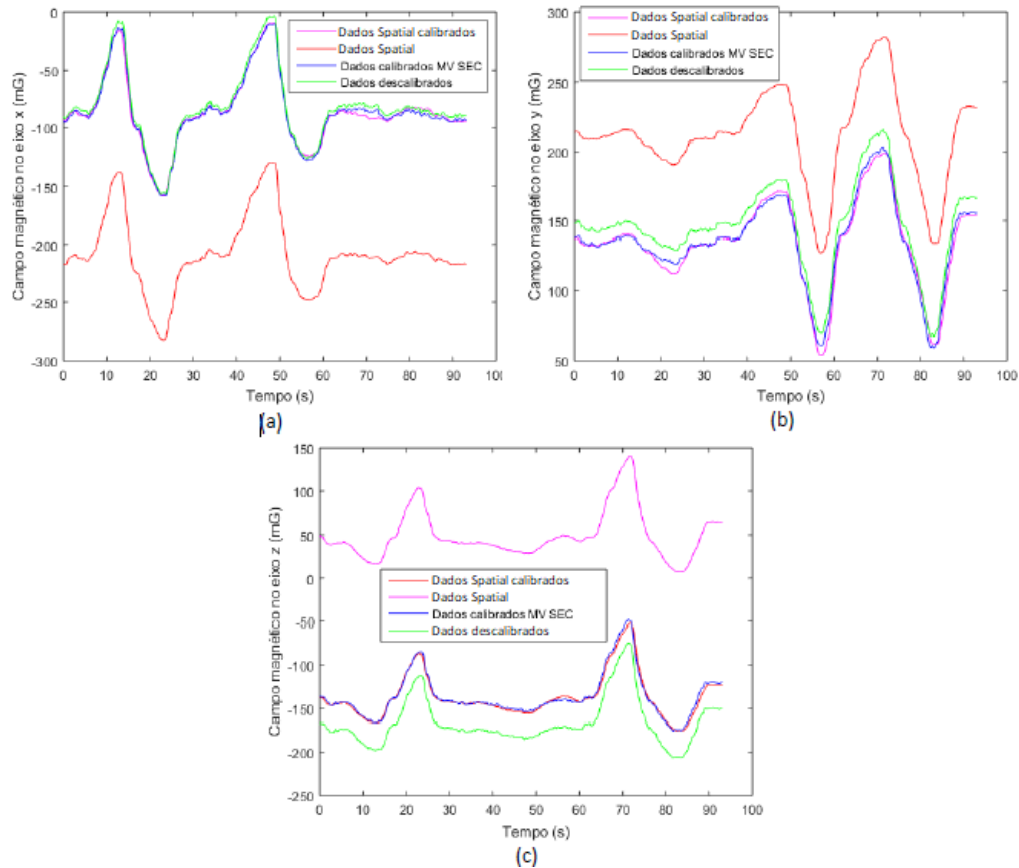 0
-50
-100
-150
-200
-250
-300
0 10 20 30 40 50 60 70 80 90
Campo magnético no eixo x (mG)
Tempo (s)
Dados Spatial calibrados
Dados Spatial
Dados calibrados MV SEC
Dados descalibrados
(a)
300
250
200
150
100
50
0 10 20 30 40 50 60 70 80 90 100
Campo magnético no eixo y (mG)
Tempo (s)
Dados Spatial calibrados
Dados Spatial
Dados calibrados MV SEC
Dados descalibrados
(b)
150
100
50
0
-50
-100
-150
-200
-250
0 10 20 30 40 50 60 70 80 90 100
Campo magnético no eixo z (mG)
Tempo (s)
Dados Spatial calibrados
Dados Spatial
Dados calibrados MV SEC
Dados descalibrados
(c)